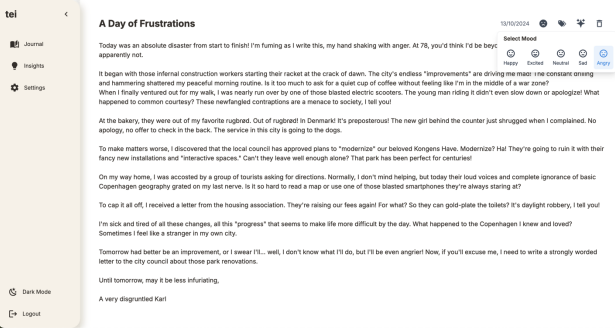 tei
Journal
Insights
Settings
Dark Mode
Logout
A Day of Frustrations
13/10/2024
Select Mood
Happy
Excited
Neutral
Sad
Angry
Today was an absolute disaster from start to finish! I'm fuming as I write this, my hand shaking with anger. At 78, you'd think I'd be beyo
apparently not.
It began with those infernal construction workers starting their racket at the crack of dawn. The city's endless "improvements" are driving me mad! The constant drilling
and hammering shattered my peaceful morning routine. Is it too much to ask for a quiet cup of coffee without feeling like I'm in the middle of a war zone?
When I finally ventured out for my walk, I was nearly run over by one of those blasted electric scooters. The young man riding it didn't even slow down or apologize! What
happened to common courtesy? These newfangled contraptions are a menace to society, I tell you!
At the bakery, they were out of my favorite rugbrød. Out of rugbrød! In Denmark! It's preposterous! The new girl behind the counter just shrugged when I complained. No
apology, no offer to check in the back. The service in this city is going to the dogs.
To make matters worse, I discovered that the local council has approved plans to "modernize" our beloved Kongens Have. Modernize? Ha! They're going to ruin it with their
fancy new installations and "interactive spaces." Can't they leave well enough alone? That park has been perfect for centuries!
On my way home, I was accosted by a group of tourists asking for directions. Normally, I don't mind helping, but today their loud voices and complete ignorance of basic
Copenhagen geography grated on my last nerve. Is it so hard to read a map or use one of those blasted smartphones they're always staring at?
To cap it all off, I received a letter from the housing association. They're raising our fees again! For what? So they can gold-plate the toilets? It's daylight robbery, I tell you!
I'm sick and tired of all these changes, all this "progress" that seems to make life more difficult by the day. What happened to the Copenhagen I knew and loved?
Sometimes I feel like a stranger in my own city.
Tomorrow had better be an improvement, or I swear I'll... well, I don't know what I'll do, but I'll be even angrier! Now, if you'll excuse me, I need to write a strongly worded
letter to the city council about those park renovations.
Until tomorrow, may it be less infuriating,
A very disgruntled Karl